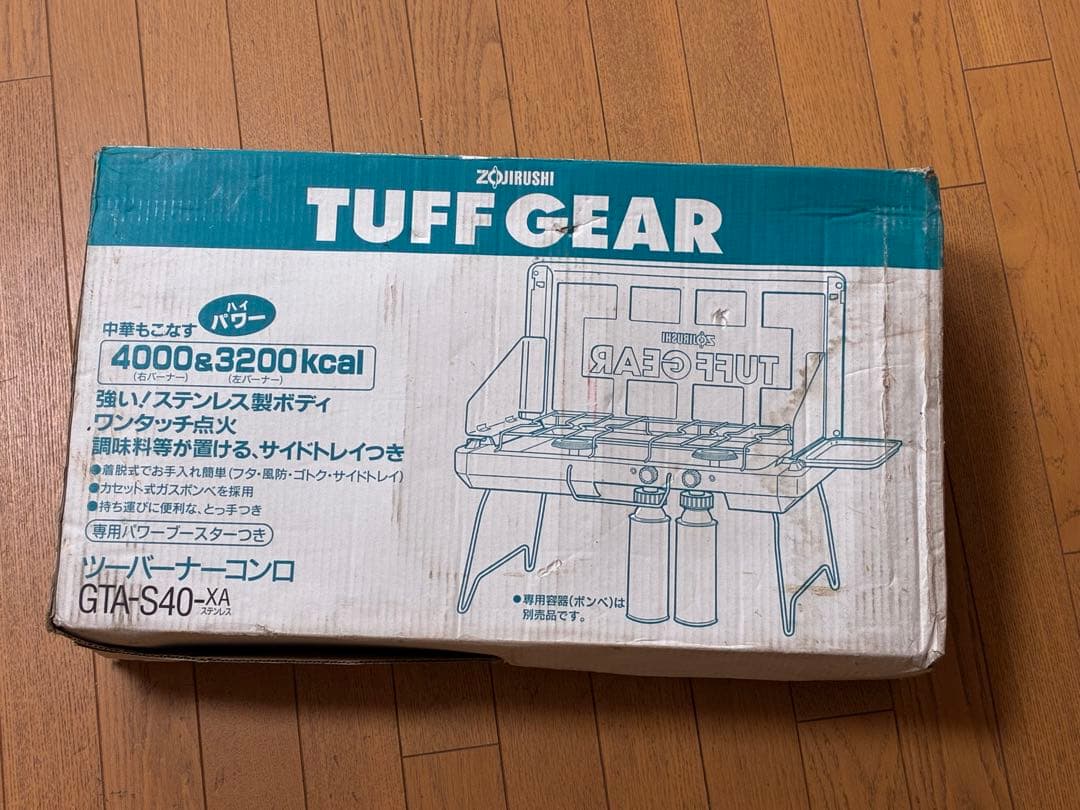 ZOJIRUSHI
TUFF GEAR
中華もこなす
ハイ
パワー
4000&3200kcal
(右バーナー) (左バーナー)
強い!ステンレス製ボディ
ワンタッチ点火
調味料等が置ける、サイドトレイつき
●着脱式でお手入れ簡単(フタ・風防・ゴトク・サイドトレイ)
●カセット式ガスボンベを採用
●持ち運びに便利な、とっ手つき
専用パワーブースターつき
ツーバーナーコンロ
GTA-S40-XA
ステンレス
ZOJIRUSHI
TUFF GEAR
●専用容器(ボンベ)は
別売品です。